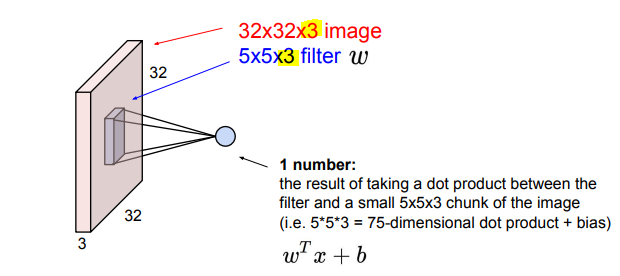 32x32x3 image
5x5x3 filter w
32
1 number:
the result of taking a dot product between the
filter and a small 5x5x3 chunk of the image
(i.e. 5*5*3 = 75-dimensional dot product + bias)
32
3
wᵀx + b